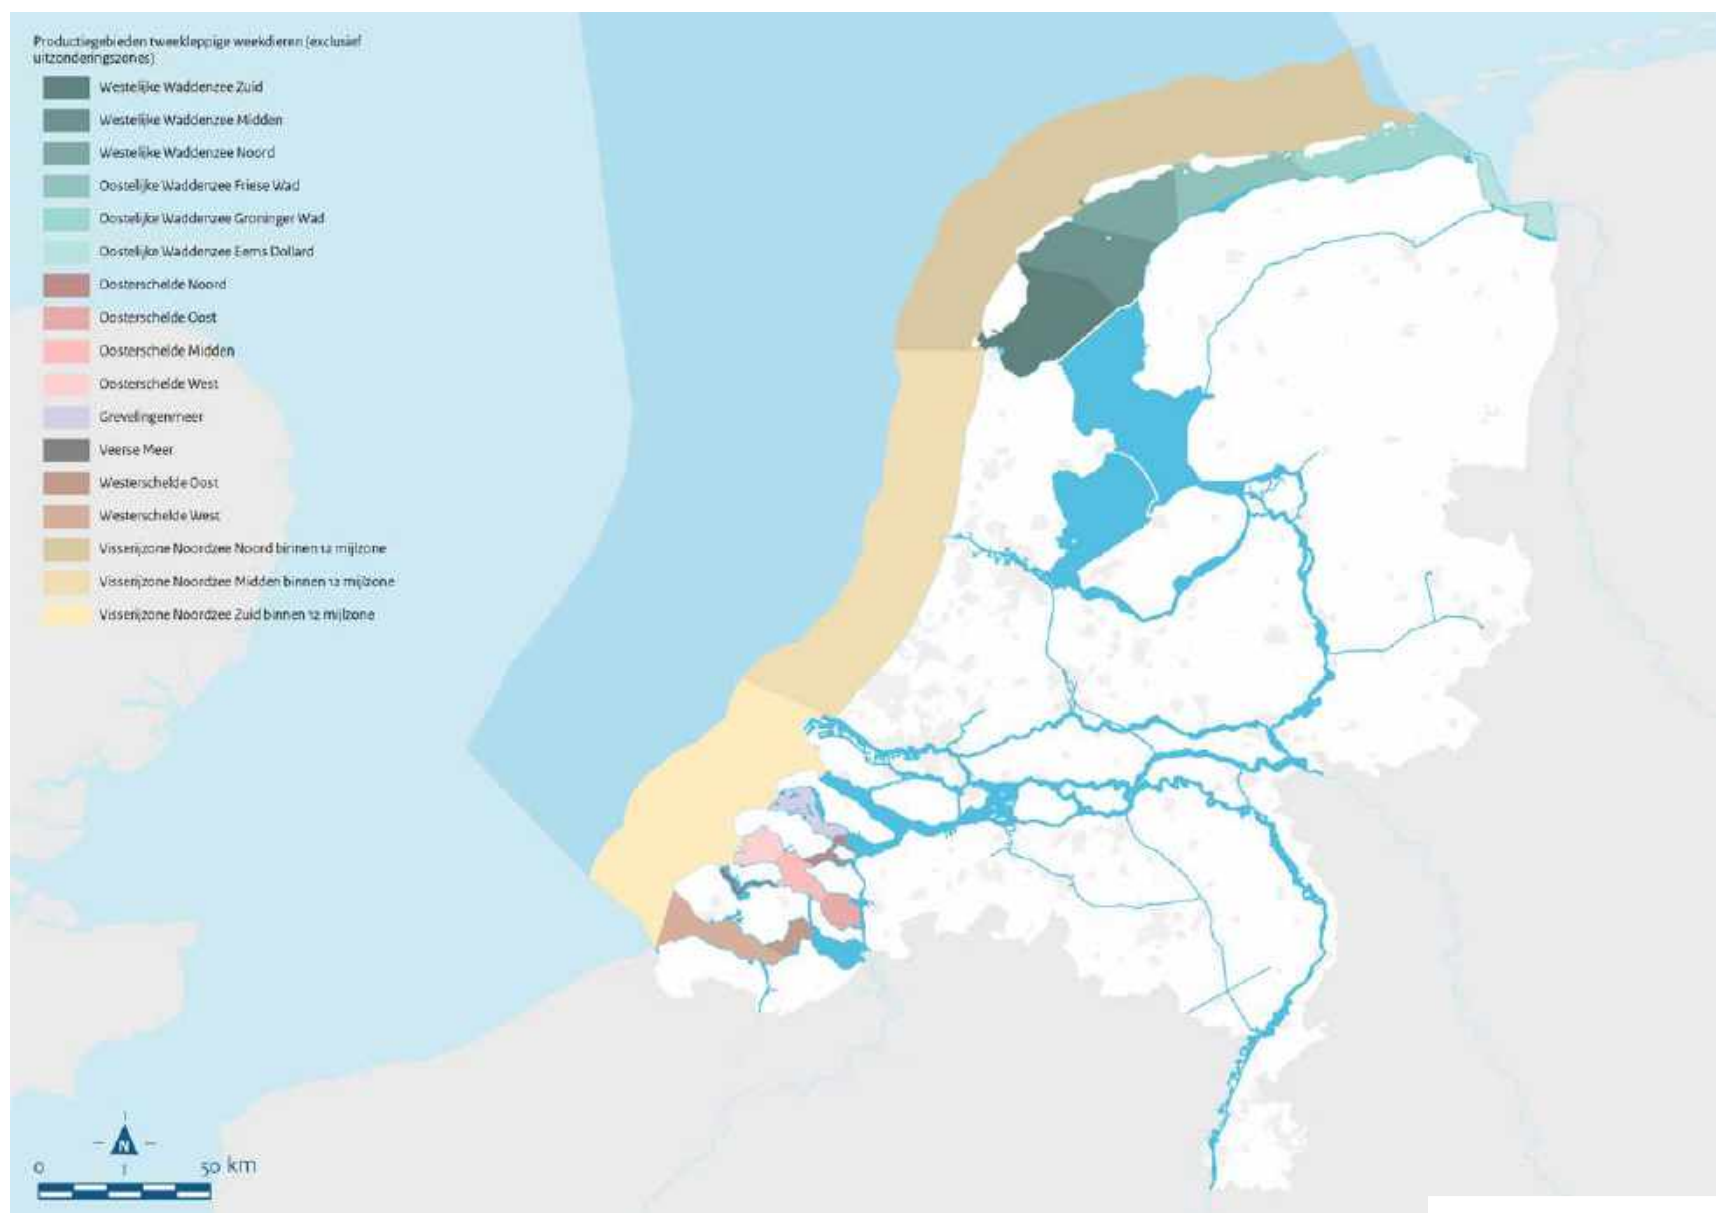 Productiegebieden tweekleppige weekdieren (exclusief
uitzonderingszones)
Westelijke Waddenzee Zuid
Westelijke Waddenzee Midden
Westelijke Waddenzee Noord
Oostelijke Waddenzee Friese Wad
Oostelijke Waddenzee Groninger Wad
Oostelijke Waddenzee Eems Dollard
Oosterschelde Noord
Oosterschelde Oost
Oosterschelde Midden
Oosterschelde West
Grevelingenmeer
Veerse Meer
Westerschelde Oost
Westerschelde West
Visserijzone Noordzee Noord binnen 12 mijlzone
Visserijzone Noordzee Midden binnen 12 mijlzone
Visserijzone Noordzee Zuid binnen 12 mijlzone
N
0 50 km